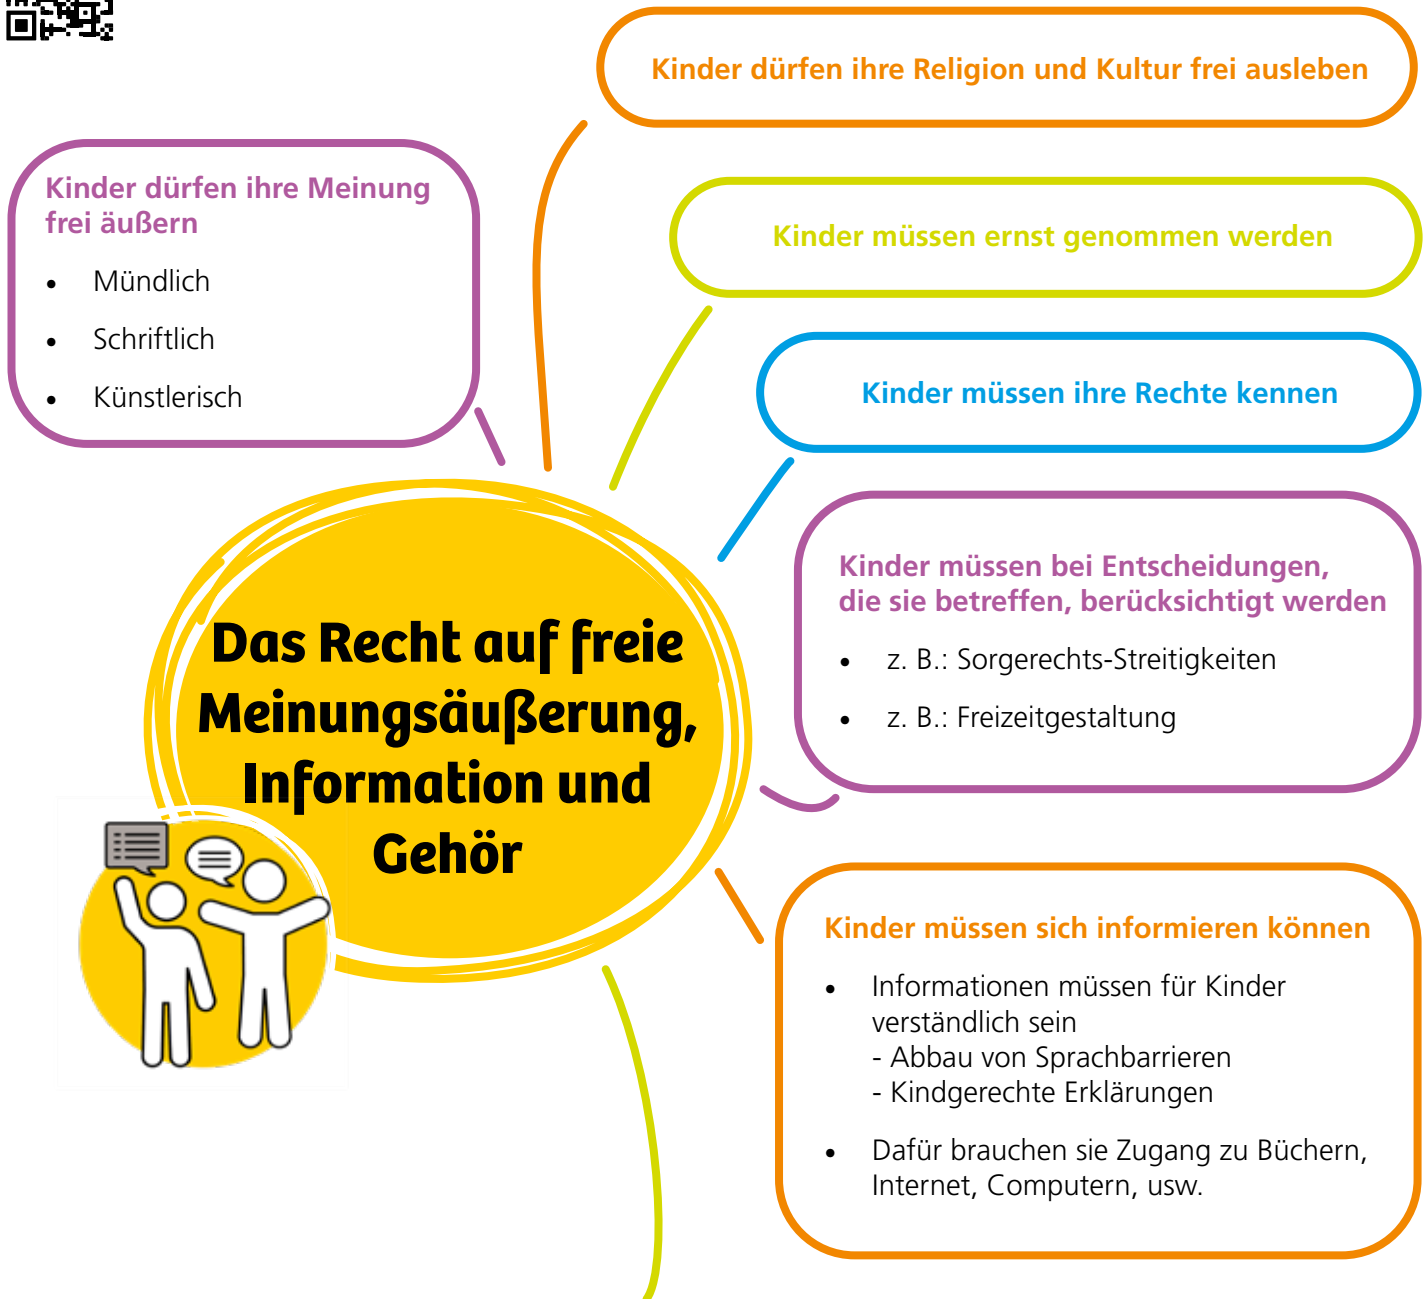 Kinder dürfen ihre Religion und Kultur frei ausleben
Kinder dürfen ihre Meinung
frei äußern
• Mündlich
• Schriftlich
• Künstlerisch
Kinder müssen ernst genommen werden
Kinder müssen ihre Rechte kennen
Kinder müssen bei Entscheidungen,
die sie betreffen, berücksichtigt werden
• z. B.: Sorgerechts-Streitigkeiten
• z. B.: Freizeitgestaltung
Das Recht auf freie
Meinungsäußerung,
Information und
Gehör
Kinder müssen sich informieren können
• Informationen müssen für Kinder
verständlich sein
- Abbau von Sprachbarrieren
- Kindgerechte Erklärungen
• Dafür brauchen sie Zugang zu Büchern,
Internet, Computern, usw.